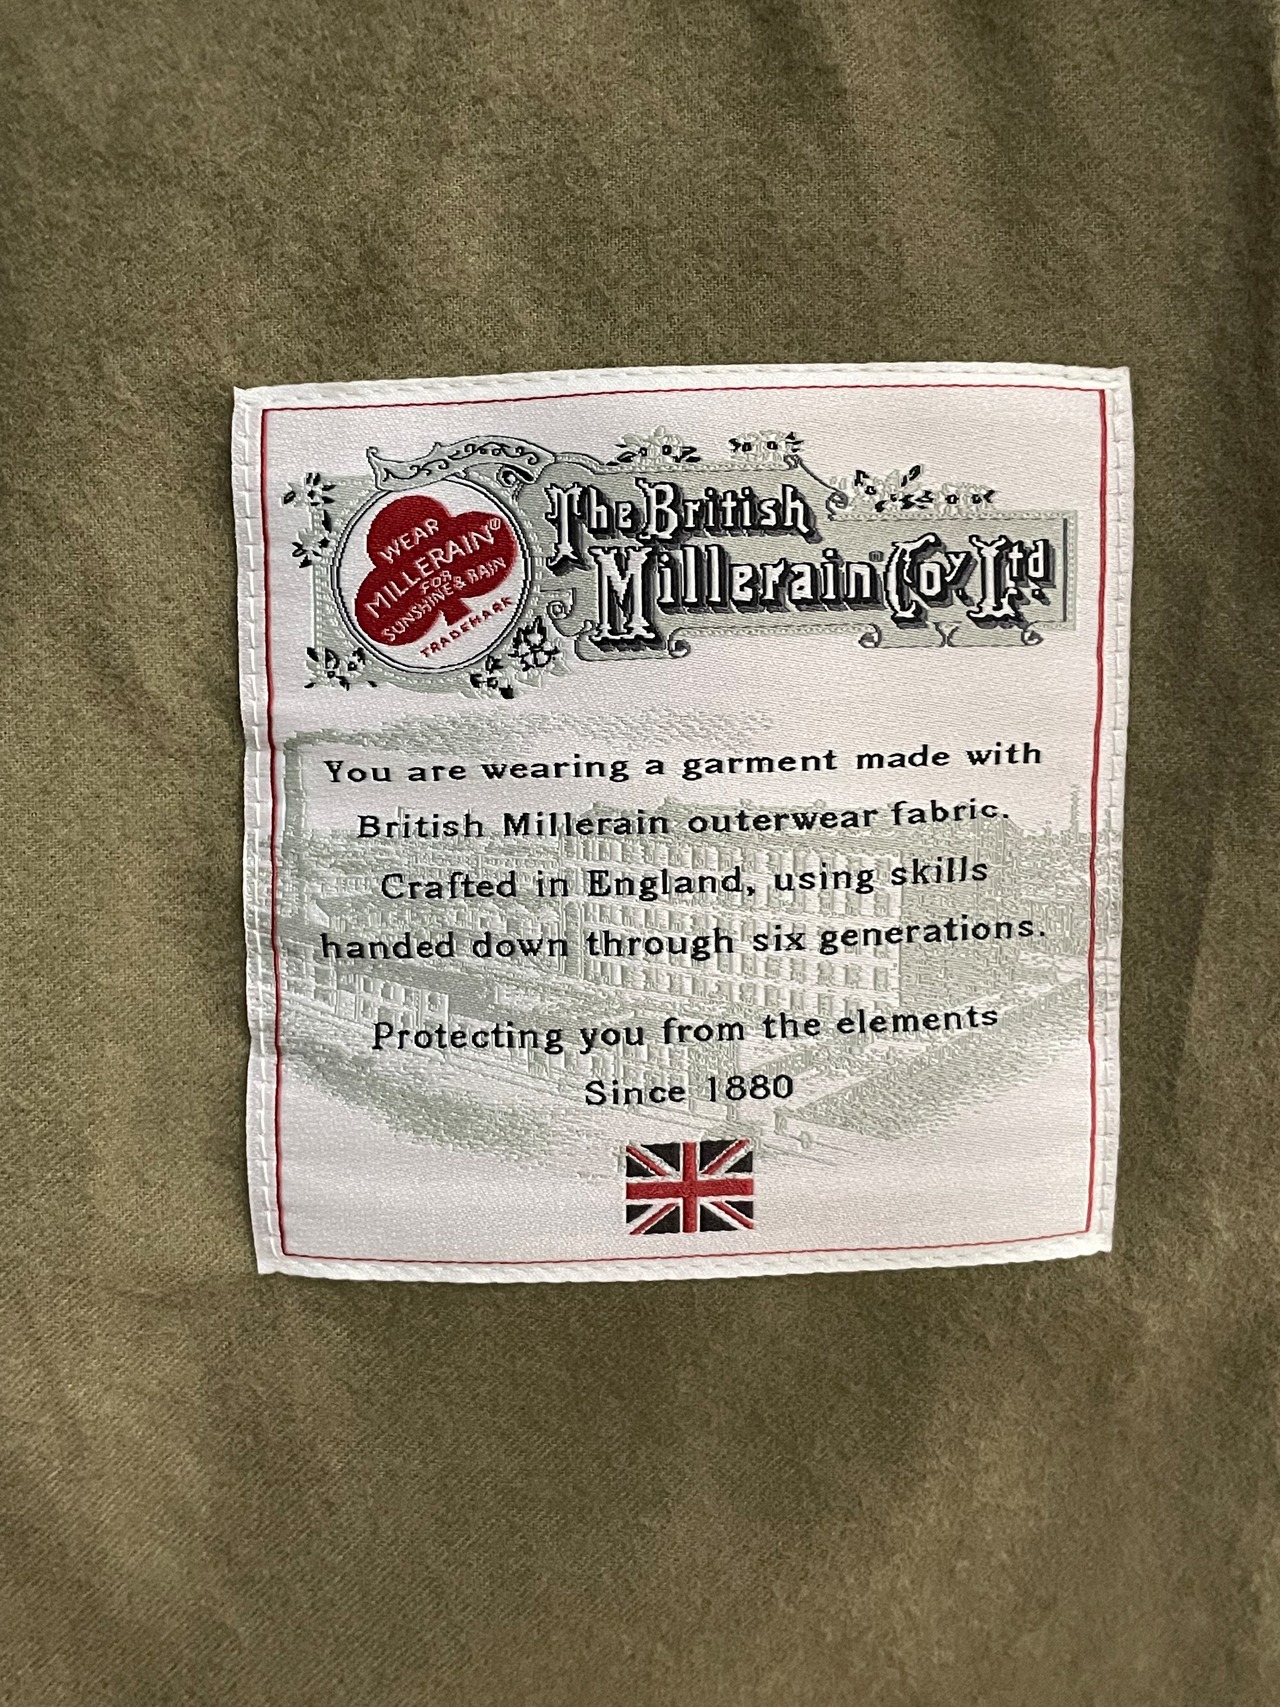 WEAR
MILLERAIN®
FOR
SUNSHINE & RAIN
TRADEMARK
The British
Millerain® Coy Ltd
You are wearing a garment made with
British Millerain outerwear fabric.
Crafted in England, using skills
handed down through six generations.
Protecting you from the elements
Since 1880